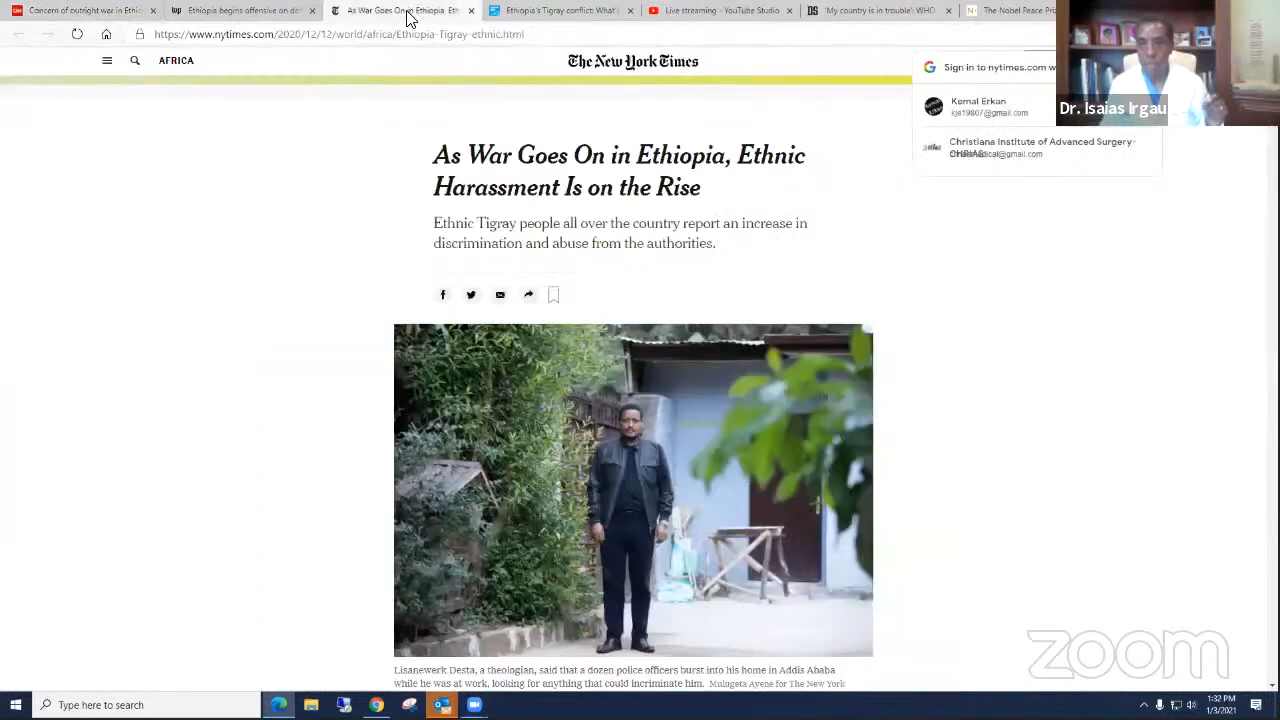 Concern of outright war in Ethic
Ethiopia begins offensive on de
As War Goes On in Ethiopia, Eth
Ethiopia's Tigray conflict: What's
Live streaming - YouTube Studio
'My country is in trouble': WHO
The Nobel Peace Pri
https://www.nytimes.com/2020/12/12/world/africa/Ethiopia-Tigray-ethnic.html
AFRICA
The New York Times
Sign in to nytimes.com w
Kemal Erkan
kje19807@gmail.com
Christiana Institute of Advanced Surgery-
Dr. Isaias Irgau
As War Goes On in Ethiopia, Ethnic
Harassment Is on the Rise
Ethnic Tigray people all over the country report an increase in
discrimination and abuse from the authorities.
Lisanewerk Desta, a theologian, said that a dozen police officers burst into his home in Addis Ababa
while he was at work, looking for anything that could incriminate him. Mulugeta Ayene for The New York
zoom
Type here to search
1:32 PM
1/3/2021